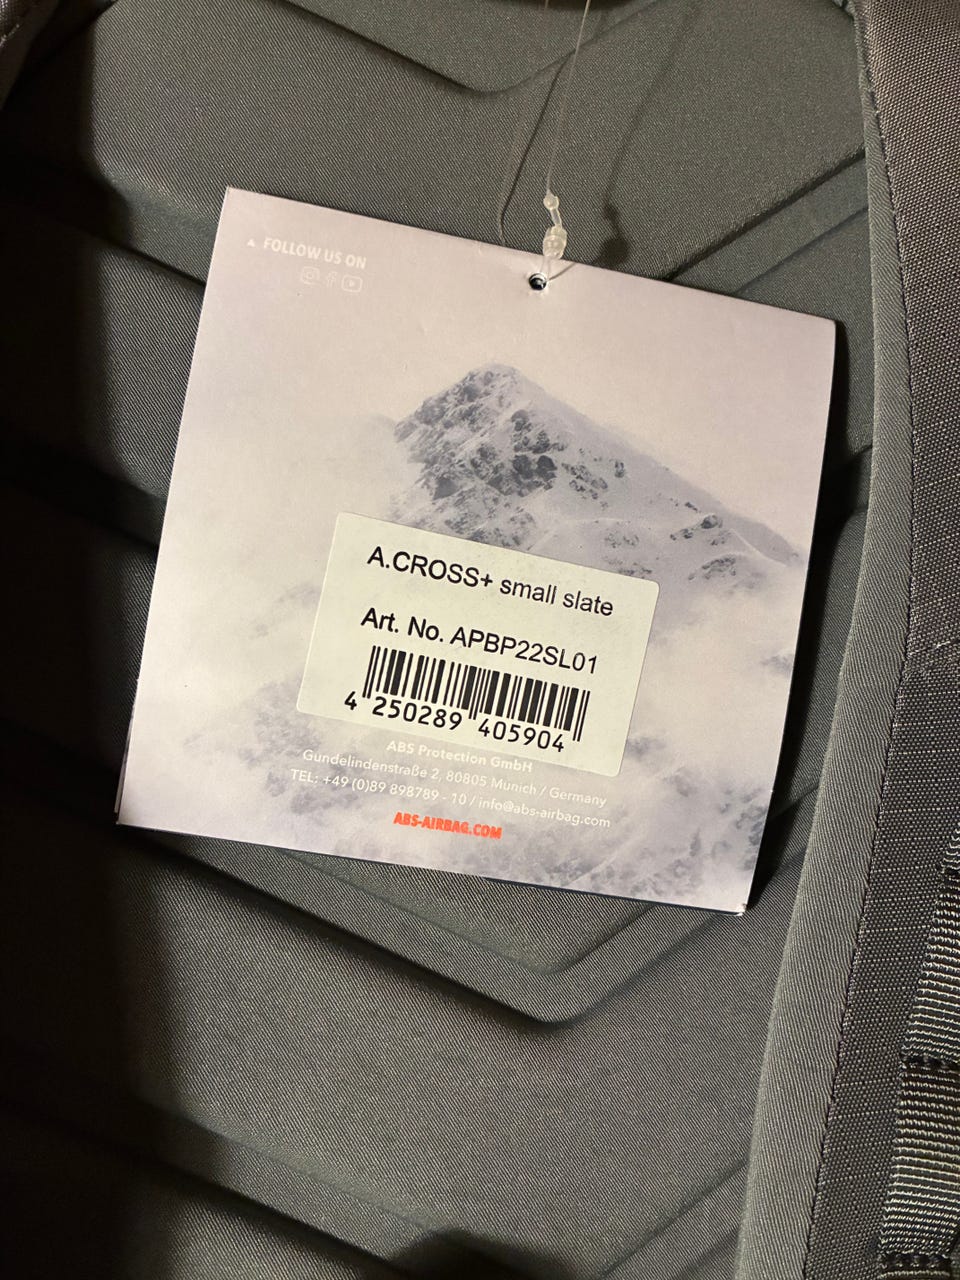 ▲ FOLLOW US ON
A.CROSS+ small slate
Art. No. APBP22SL01
4 250289 405904
ABS Protection GmbH
Gundelindenstraße 2, 80805 Munich / Germany
TEL: +49 (0)89 898789 - 10 / info@abs-airbag.com
ABS-AIRBAG.COM